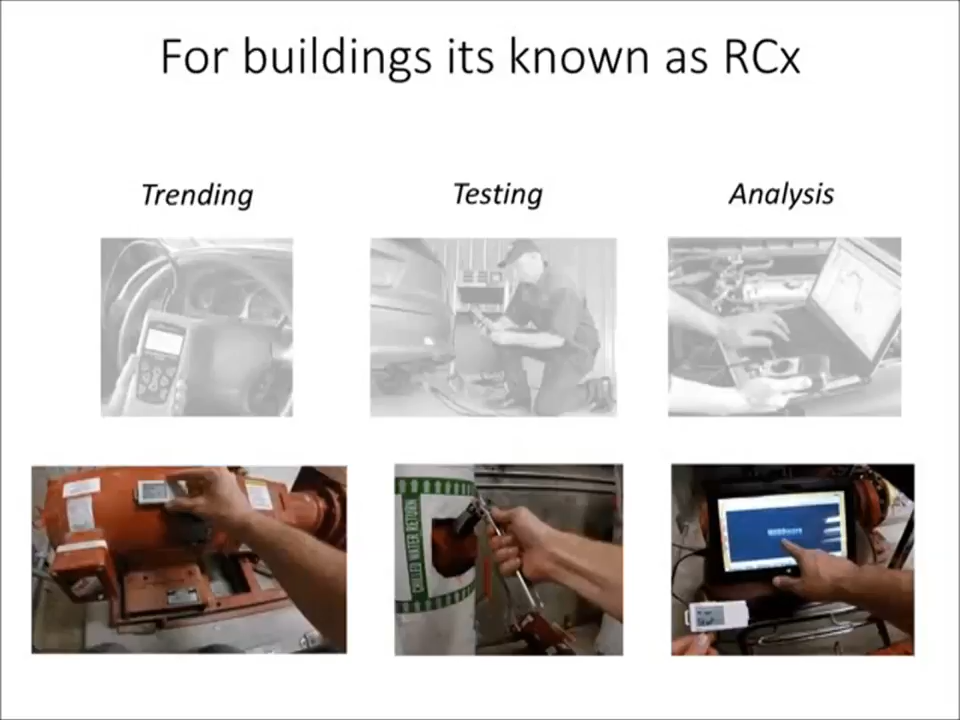 For buildings its known as RCx
Trending
Testing
Analysis
CHILLED WATER RETURN